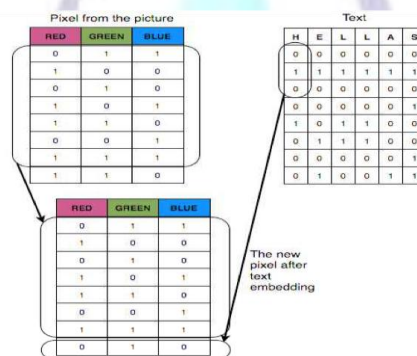 Pixel from the picture
RED GREEN BLUE
0 1 1
1 0 0
0 1 0
1 0 1
1 1 0
0 0 1
1 1 1
1 1 0
Text
H E L L A S
0 0 0 0 0 0
1 1 1 1 1 1
0 0 0 0 0 0
0 0 0 0 0 1
1 0 1 1 0 0
0 1 1 1 0 0
0 0 0 0 0 1
0 1 0 0 1 1
RED GREEN BLUE
0 1 1
1 0 0
0 1 0
1 0 1
1 1 0
0 0 1
1 1 1
0 1 0
The new
pixel after
text
embedding